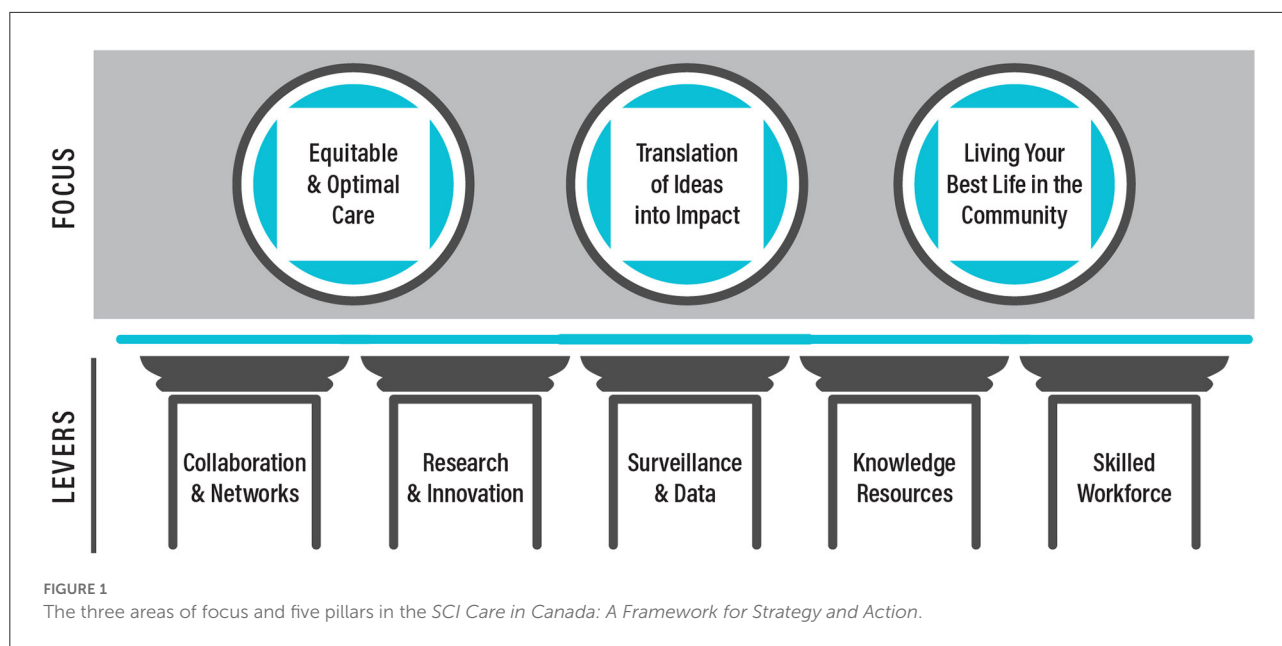 FOCUS
Equitable
& Optimal
Care
Translation
of Ideas
into Impact
Living Your
Best Life in the
Community
LEVERS
Collaboration
& Networks
Research
& Innovation
Surveillance
& Data
Knowledge
Resources
Skilled
Workforce
FIGURE 1
The three areas of focus and five pillars in the SCI Care in Canada: A Framework for Strategy and Action.